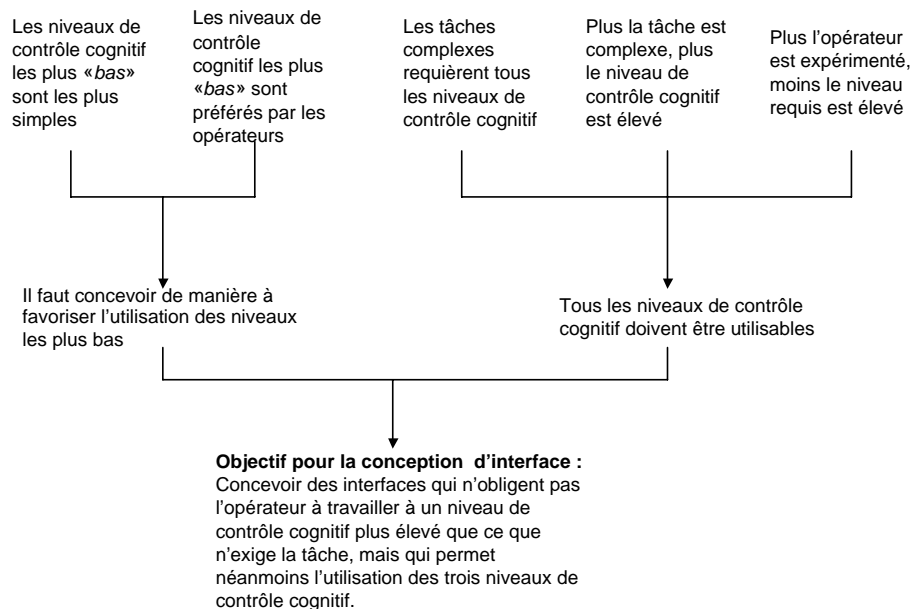 Les niveaux de
contrôle cognitif
les plus «bas»
sont les plus
simples
Les niveaux de
contrôle
cognitif les plus
«bas» sont
préférés par les
opérateurs
Les tâches
complexes
requièrent tous
les niveaux de
contrôle cognitif
Plus la tâche est
complexe, plus
le niveau de
contrôle cognitif
est élevé
Plus l’opérateur
est expérimenté,
moins le niveau
requis est élevé
Il faut concevoir de manière à
favoriser l’utilisation des niveaux
les plus bas
Tous les niveaux de contrôle
cognitif doivent être utilisables
Objectif pour la conception d’interface :
Concevoir des interfaces qui n’obligent pas
l’opérateur à travailler à un niveau de
contrôle cognitif plus élevé que ce que
n’exige la tâche, mais qui permet
néanmoins l’utilisation des trois niveaux de
contrôle cognitif.